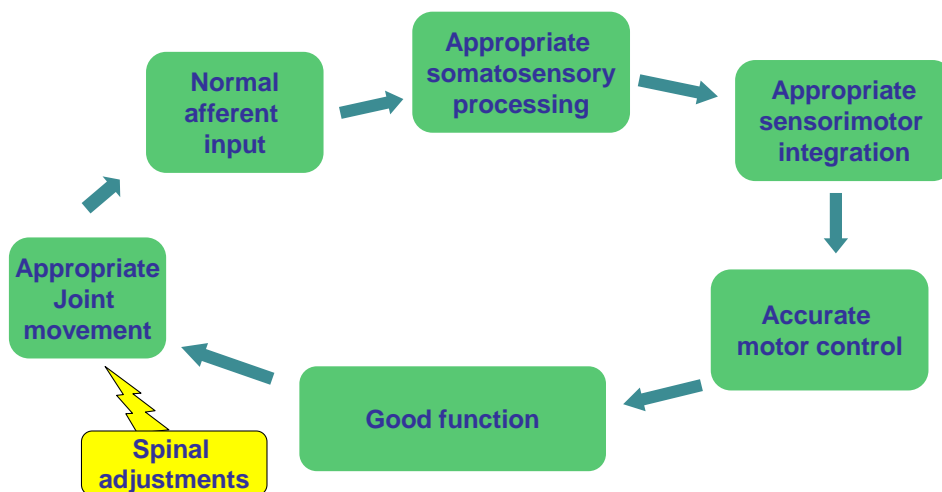 Normal
afferent
input
Appropriate
somatosensory
processing
Appropriate
sensorimotor
integration
Accurate
motor control
Good function
Appropriate
Joint
movement
Spinal
adjustments